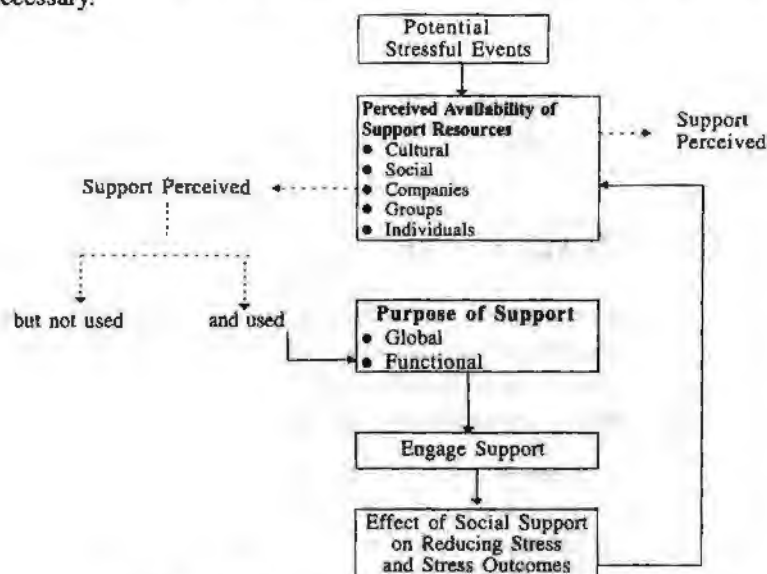 Potential
Stressful Events
Perceived Availability of
Support Resources
● Cultural
● Social
● Companies
● Groups
● Individuals
Support
Perceived
Support Perceived
but not used
and used
Purpose of Support
● Global
● Functional
Engage Support
Effect of Social Support
on Reducing Stress
and Stress Outcomes